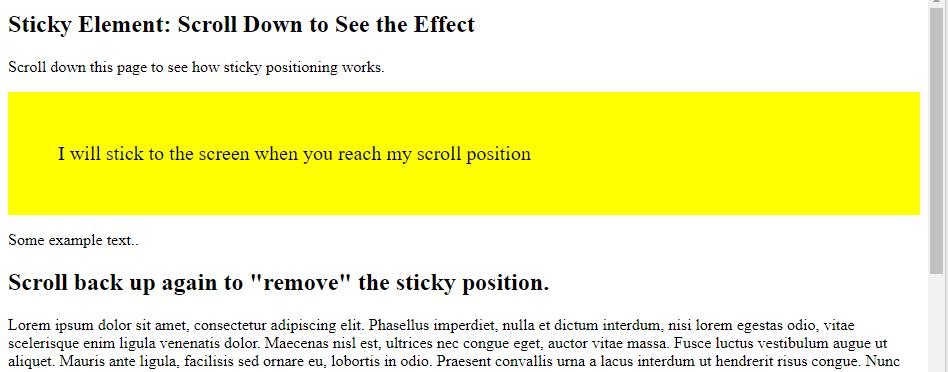 Sticky Element: Scroll Down to See the Effect
Scroll down this page to see how sticky positioning works.
I will stick to the screen when you reach my scroll position
Some example text..
Scroll back up again to "remove" the sticky position.
Lorem ipsum dolor sit amet, consectetur adipiscing elit. Phasellus imperdiet, nulla et dictum interdum, nisi lorem egestas odio, vitae
scelerisque enim ligula venenatis dolor. Maecenas nisl est, ultrices nec congue eget, auctor vitae massa. Fusce luctus vestibulum augue ut
aliquet. Mauris ante ligula, facilisis sed ornare eu, lobortis in odio. Praesent convallis urna a lacus interdum ut hendrerit risus congue. Nunc